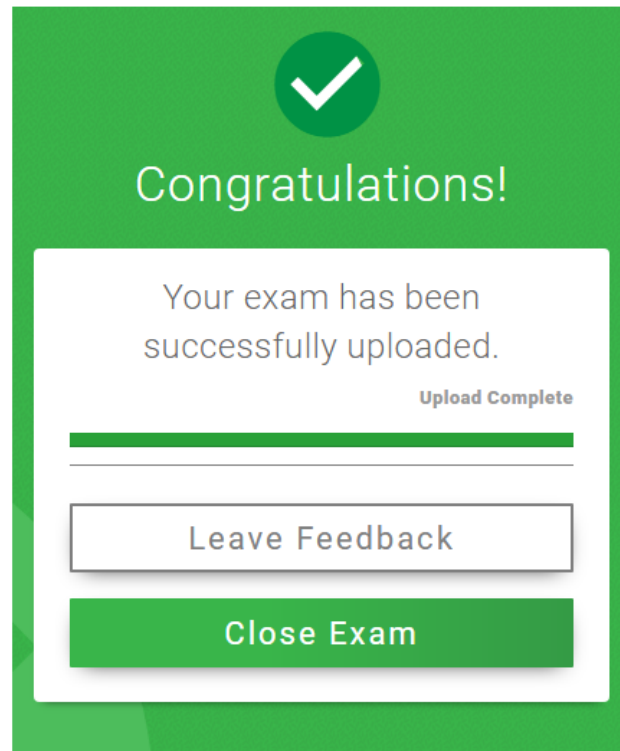 Congratulations!
Your exam has been
successfully uploaded.
Upload Complete
Leave Feedback
Close Exam